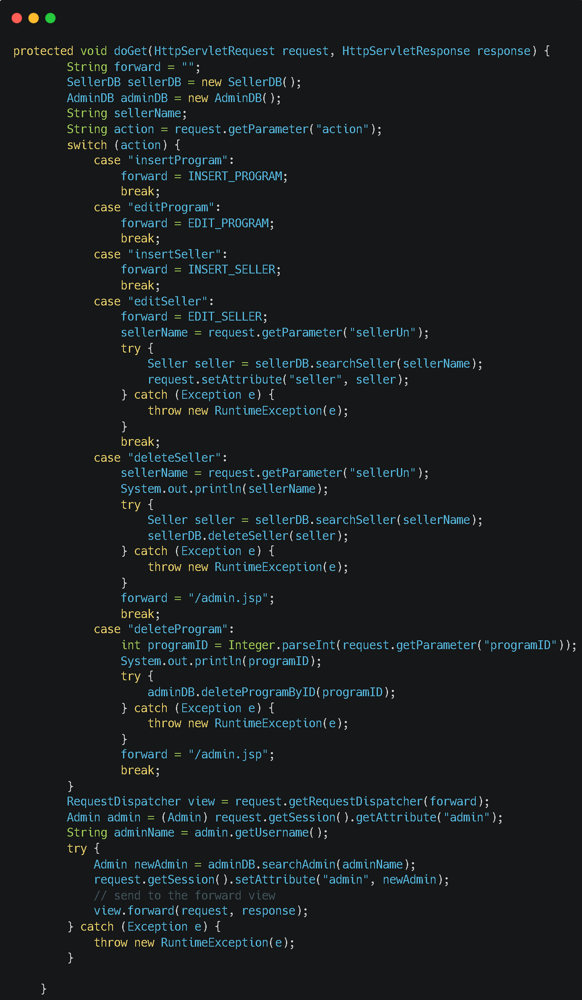 protected void doGet(HttpServletRequest request, HttpServletResponse response) {
        String forward = "";
        SellerDB sellerDB = new SellerDB();
        AdminDB adminDB = new AdminDB();
        String sellerName;
        String action = request.getParameter("action");
        switch (action) {
            case "insertProgram":
                forward = INSERT_PROGRAM;
                break;
            case "editProgram":
                forward = EDIT_PROGRAM;
                break;
            case "insertSeller":
                forward = INSERT_SELLER;
                break;
            case "editSeller":
                forward = EDIT_SELLER;
                sellerName = request.getParameter("sellerUn");
                try {
                    Seller seller = sellerDB.searchSeller(sellerName);
                    request.setAttribute("seller", seller);
                } catch (Exception e) {
                    throw new RuntimeException(e);
                }
                break;
            case "deleteSeller":
                sellerName = request.getParameter("sellerUn");
                System.out.println(sellerName);
                try {
                    Seller seller = sellerDB.searchSeller(sellerName);
                    sellerDB.deleteSeller(seller);
                } catch (Exception e) {
                    throw new RuntimeException(e);
                }
                forward = "/admin.jsp";
                break;
            case "deleteProgram":
                int programID = Integer.parseInt(request.getParameter("programID"));
                System.out.println(programID);
                try {
                    adminDB.deleteProgramByID(programID);
                } catch (Exception e) {
                    throw new RuntimeException(e);
                }
                forward = "/admin.jsp";
                break;
        }
        RequestDispatcher view = request.getRequestDispatcher(forward);
        Admin admin = (Admin) request.getSession().getAttribute("admin");
        String adminName = admin.getUsername();
        try {
            Admin newAdmin = adminDB.searchAdmin(adminName);
            request.getSession().setAttribute("admin", newAdmin);
            // send to the forward view
            view.forward(request, response);
        } catch (Exception e) {
            throw new RuntimeException(e);
        }

    }